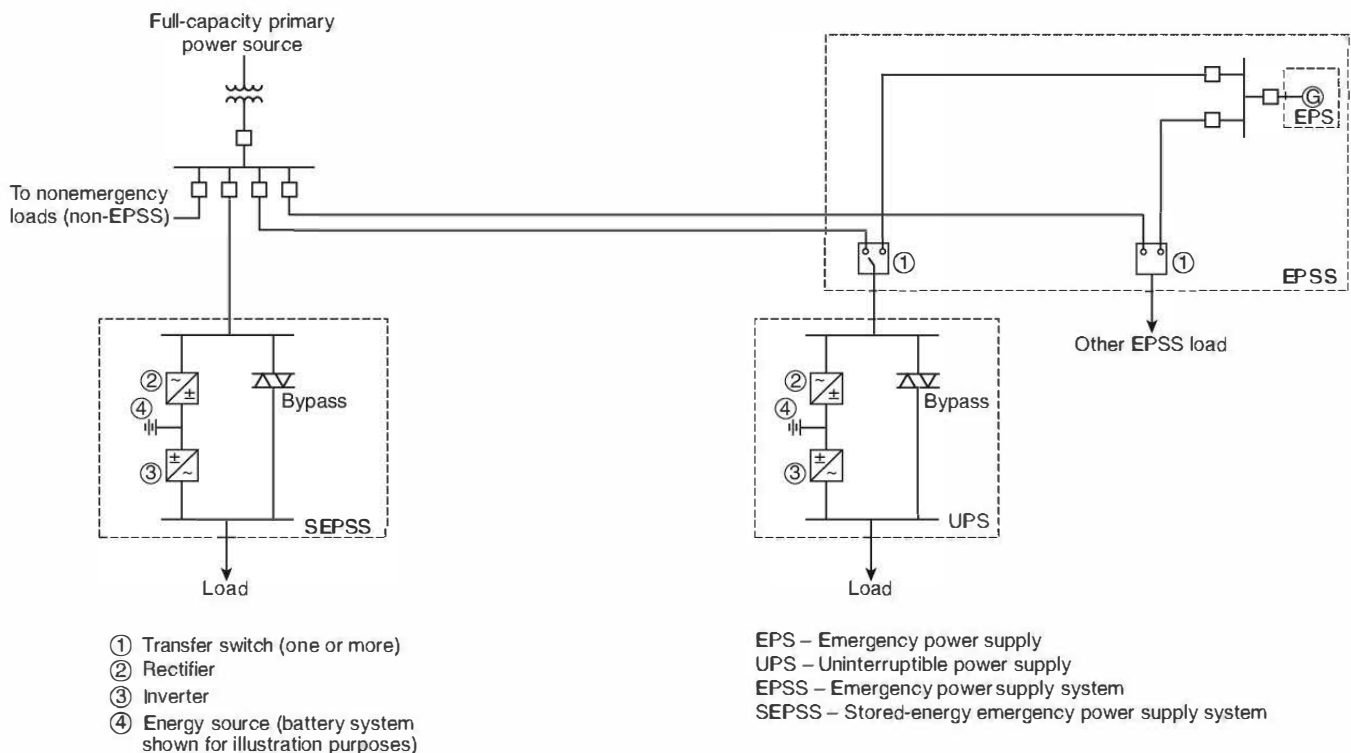 Full-capacity primary
power source
To nonemergency
loads (non-EPSS)
G
EPS
1
1
EPSS
Other EPSS load
2
~
±
4
Bypass
3
±
~
SEPSS
Load
2
~
±
4
Bypass
3
±
~
UPS
Load
1 Transfer switch (one or more)
2 Rectifier
3 Inverter
4 Energy source (battery system
shown for illustration purposes)
EPS – Emergency power supply
UPS – Uninterruptible power supply
EPSS – Emergency power supply system
SEPSS – Stored-energy emergency power supply system